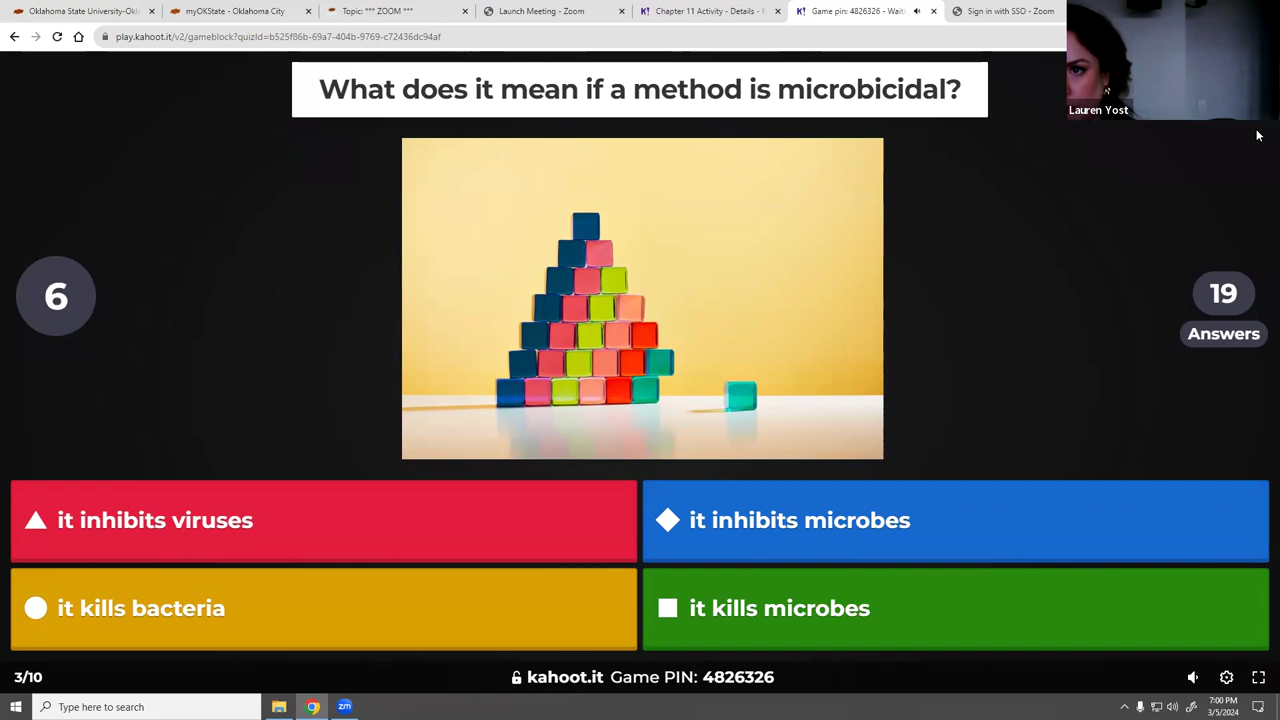 Oklahoma State University-Okl
myOKState - Oklahoma City
Topic: *** ZOOM ***
Launch Meeting - Zoom
Chapter 11 Activity - Details -
Game pin: 4826326 - Waiti
Sign in with SSO - Zoom
play.kahoot.it/v2/gameblock?quizId=b525f86b-69a7-404b-9769-c72436dc94af
What does it mean if a method is microbicidal?
Lauren Yost
6
19
Answers
it inhibits viruses
it inhibits microbes
it kills bacteria
it kills microbes
3/10
kahoot.it Game PIN: 4826326
Type here to search
zm
7:00 PM
3/5/2024